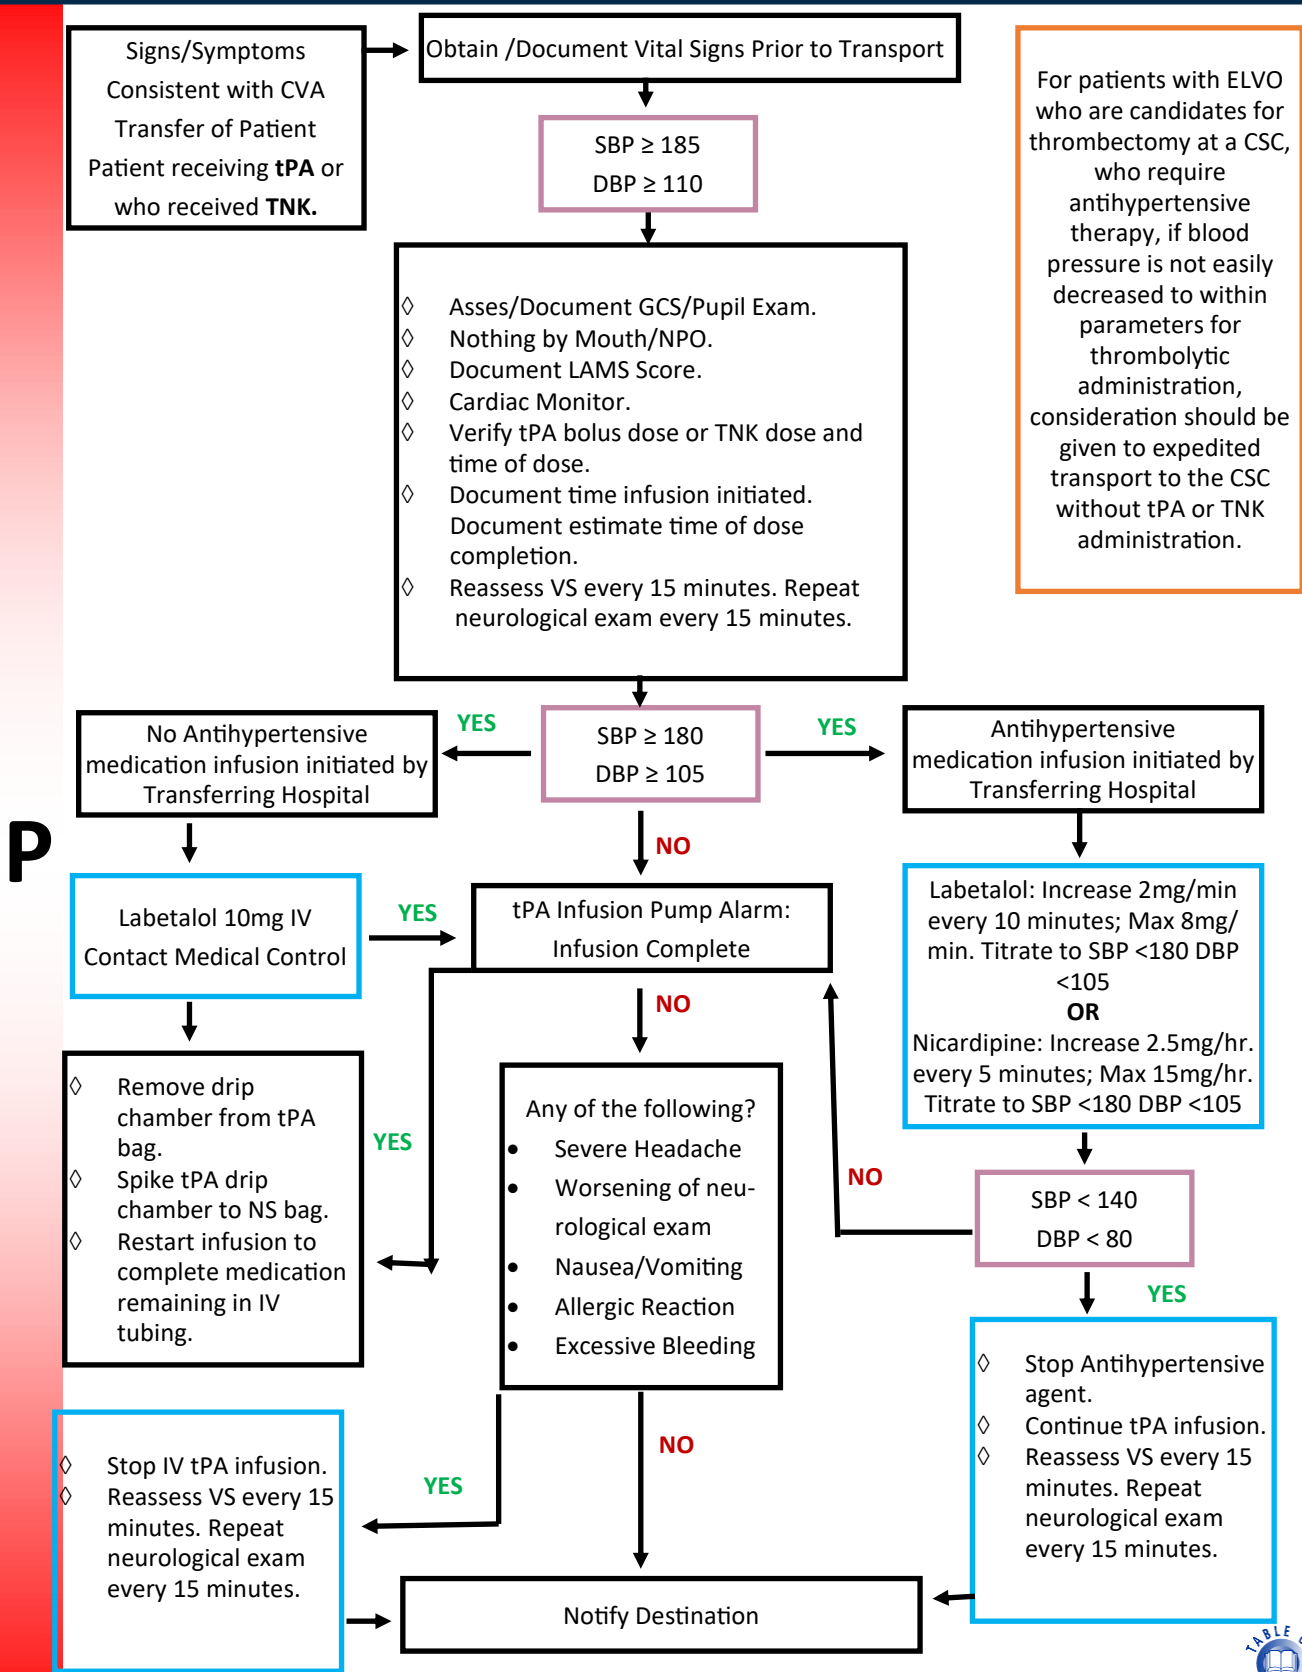 Signs/Symptoms
Consistent with CVA
Transfer of Patient
Patient receiving tPA or
who received TNK.
Obtain /Document Vital Signs Prior to Transport
SBP ≥ 185
DBP ≥ 110
For patients with ELVO
who are candidates for
thrombectomy at a CSC,
who require
antihypertensive
therapy, if blood
pressure is not easily
decreased to within
parameters for
thrombolytic
administration,
consideration should be
given to expedited
transport to the CSC
without tPA or TNK
administration.
◊ Asses/Document GCS/Pupil Exam.
◊ Nothing by Mouth/NPO.
◊ Document LAMS Score.
◊ Cardiac Monitor.
◊ Verify tPA bolus dose or TNK dose and
time of dose.
◊ Document time infusion initiated.
Document estimate time of dose
completion.
◊ Reassess VS every 15 minutes. Repeat
neurological exam every 15 minutes.
No Antihypertensive
medication infusion initiated by
Transferring Hospital
YES
SBP ≥ 180
DBP ≥ 105
YES
Antihypertensive
medication infusion initiated by
Transferring Hospital
P
NO
Labetalol 10mg IV
Contact Medical Control
YES
tPA Infusion Pump Alarm:
Infusion Complete
Labetalol: Increase 2mg/min
every 10 minutes; Max 8mg/
min. Titrate to SBP <180 DBP
<105
OR
Nicardipine: Increase 2.5mg/hr.
every 5 minutes; Max 15mg/hr.
Titrate to SBP <180 DBP <105
NO
◊ Remove drip
chamber from tPA
bag.
◊ Spike tPA drip
chamber to NS bag.
◊ Restart infusion to
complete medication
remaining in IV
tubing.
YES
Any of the following?
• Severe Headache
• Worsening of neu-
rological exam
• Nausea/Vomiting
• Allergic Reaction
• Excessive Bleeding
NO
SBP < 140
DBP < 80
YES
◊ Stop Antihypertensive
agent.
◊ Continue tPA infusion.
◊ Reassess VS every 15
minutes. Repeat
neurological exam
every 15 minutes.
◊ Stop IV tPA infusion.
◊ Reassess VS every 15
minutes. Repeat
neurological exam
every 15 minutes.
YES
NO
Notify Destination
TABLE